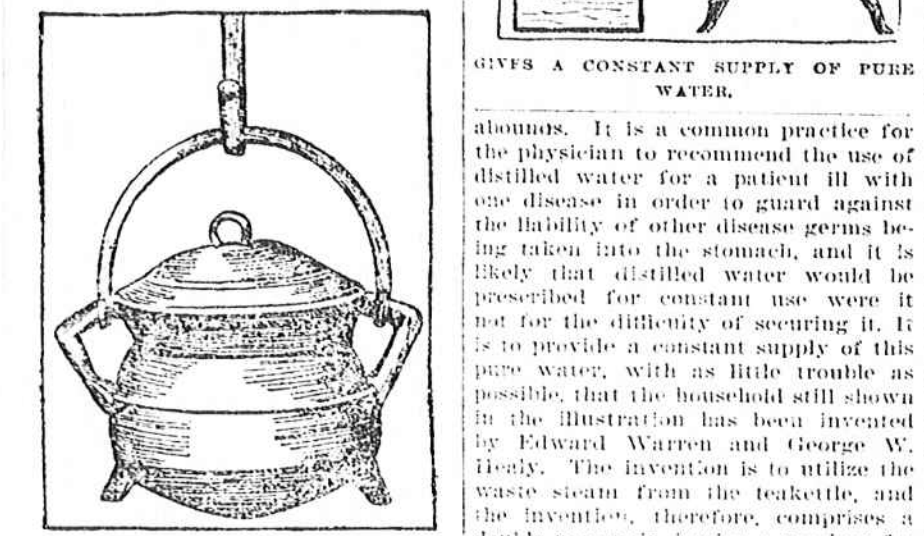 GIVES A CONSTANT SUPPLY OF PURE
WATER.
abounds. It is a common practice for
the physician to recommend the use of
distilled water for a patient ill with
one disease in order to guard against
the liability of other disease germs be-
ing taken into the stomach, and it is
likely that distilled water would be
prescribed for constant use were it
not for the difficulty of securing it. It
is to provide a constant supply of this
pure water, with as little trouble as
possible, that the household still shown
in the illustration has been invented
by Edward Warren and George W.
Healy. The invention is to utilize the
waste steam from the teakettle, and
the invention, therefore, comprises a